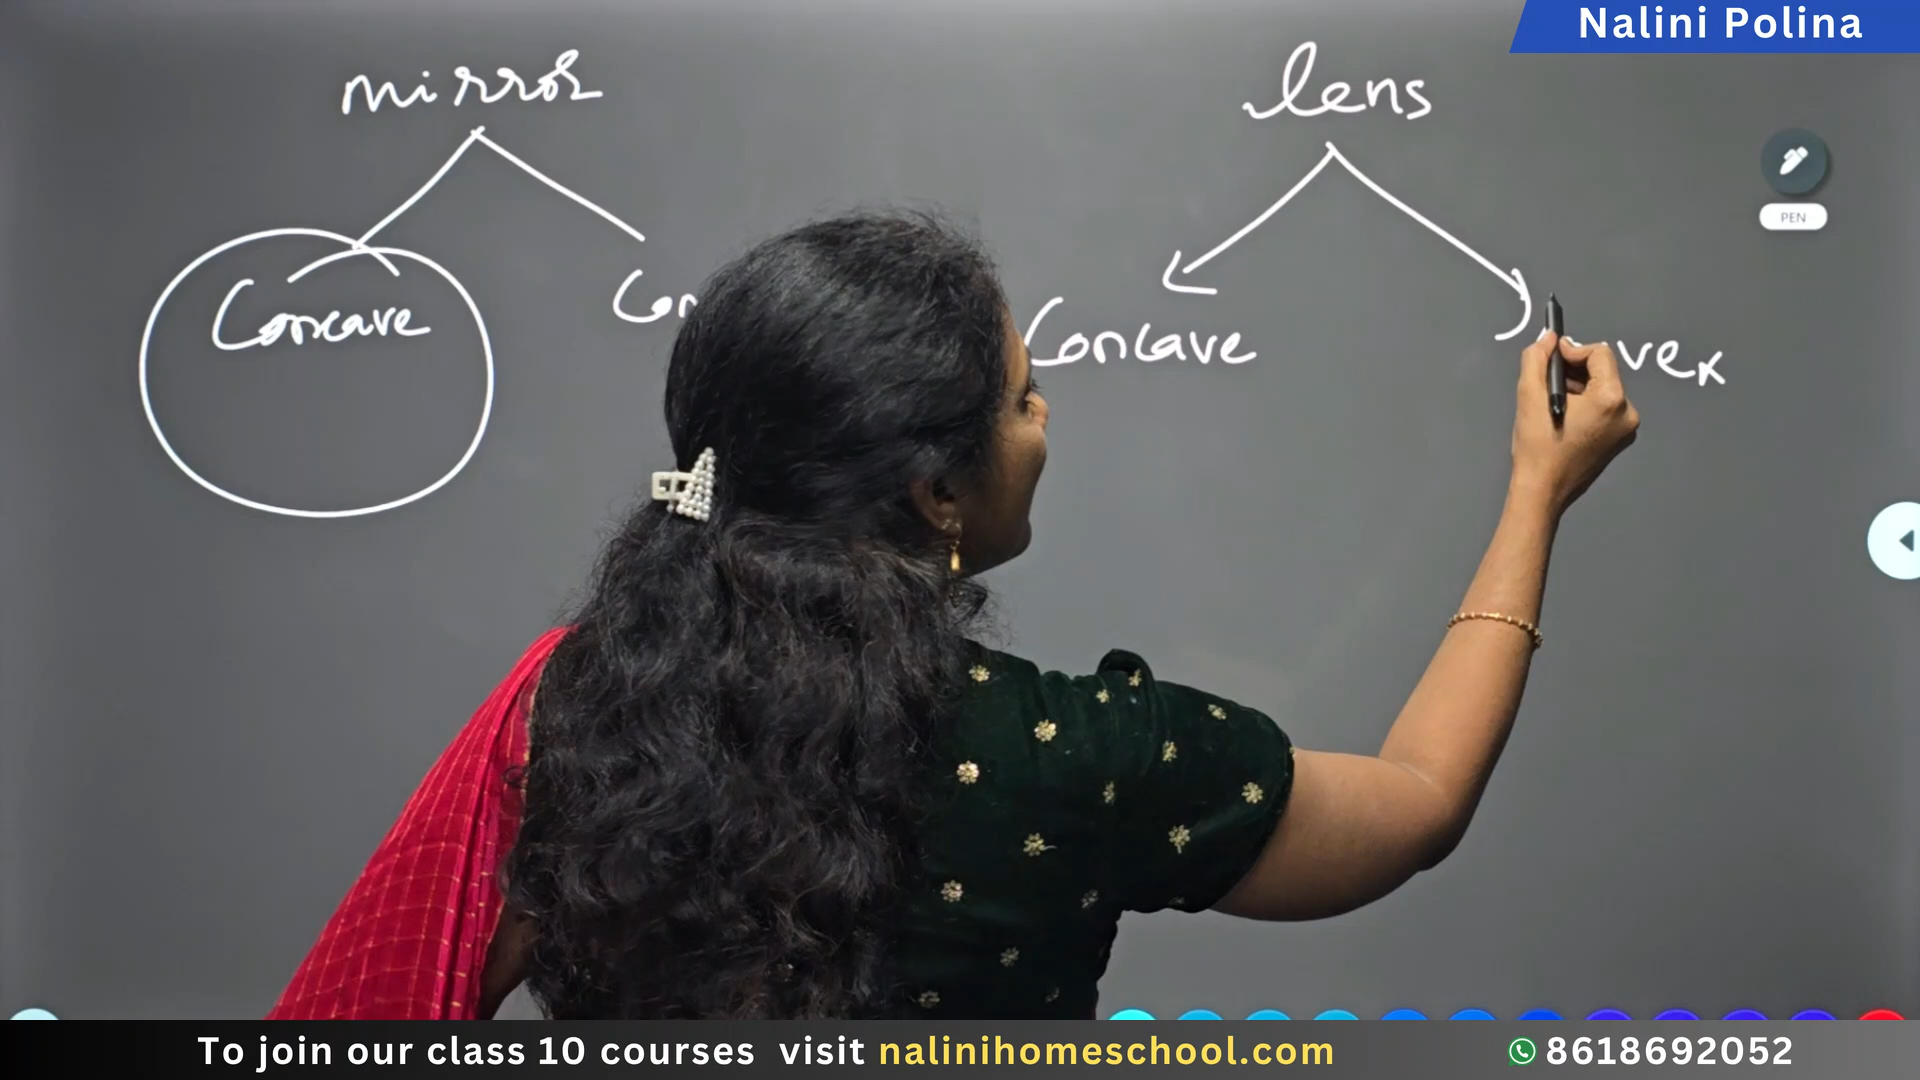 Nalini Polina
mirror
lens
PEN
Concave
Concave
To join our class 10 courses visit nalinihomeschool.com
8618692052